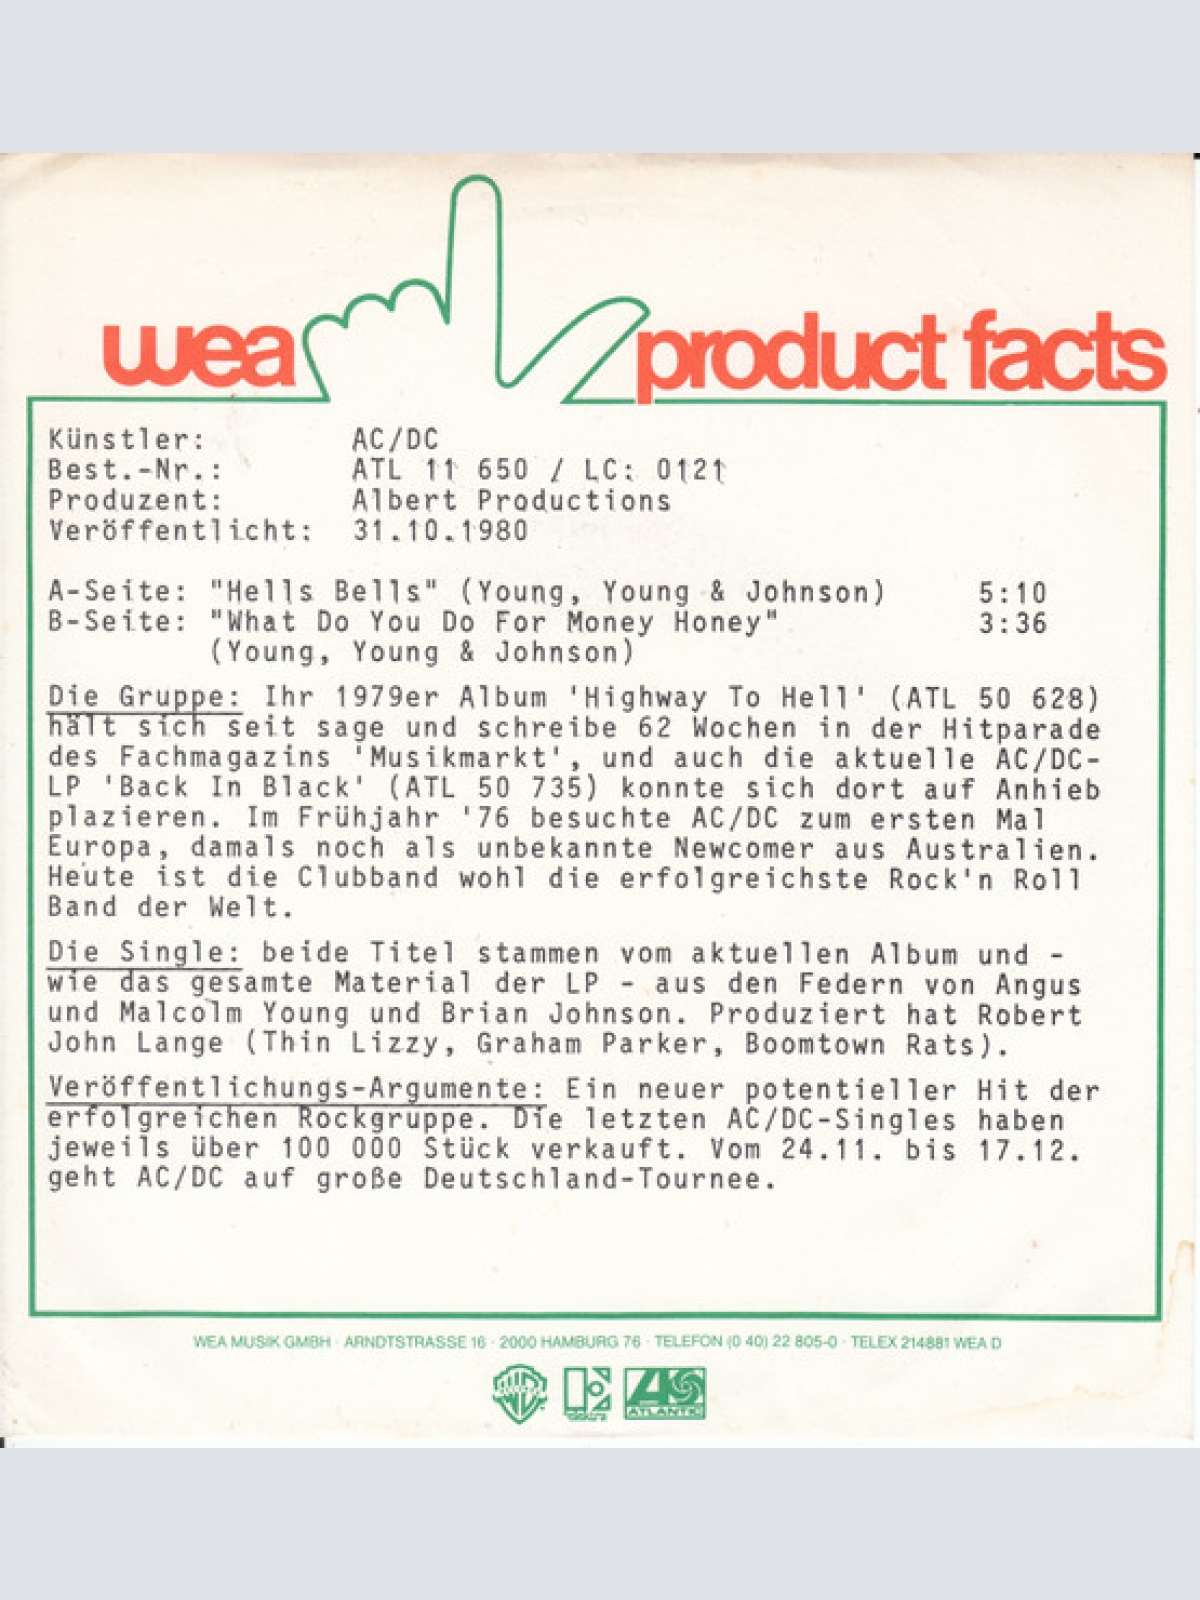 wea product facts
Künstler: AC/DC
Best.-Nr.: ATL 11 650 / LC: 0121
Produzent: Albert Productions
Veröffentlicht: 31.10.1980
A-Seite: "Hells Bells" (Young, Young & Johnson) 5:10
B-Seite: "What Do You Do For Money Honey" 3:36
(Young, Young & Johnson)
Die Gruppe: Ihr 1979er Album 'Highway To Hell' (ATL 50 628)
hält sich seit sage und schreibe 62 Wochen in der Hitparade
des Fachmagazins 'Musikmarkt', und auch die aktuelle AC/DC-
LP 'Back In Black' (ATL 50 735) konnte sich dort auf Anhieb
plazieren. Im Frühjahr '76 besuchte AC/DC zum ersten Mal
Europa, damals noch als unbekannte Newcomer aus Australien.
Heute ist die Clubband wohl die erfolgreichste Rock'n Roll
Band der Welt.
Die Single: beide Titel stammen vom aktuellen Album und -
wie das gesamte Material der LP - aus den Federn von Angus
und Malcolm Young und Brian Johnson. Produziert hat Robert
John Lange (Thin Lizzy, Graham Parker, Boomtown Rats).
Veröffentlichungs-Argumente: Ein neuer potentieller Hit der
erfolgreichen Rockgruppe. Die letzten AC/DC-Singles haben
jeweils über 100 000 Stück verkauft. Vom 24.11. bis 17.12.
geht AC/DC auf große Deutschland-Tournee.
WEA MUSIK GMBH · ARNDTSTRASSE 16 · 2000 HAMBURG 76 · TELEFON (0 40) 22 805-0 · TELEX 214881 WEA D
ATLANTIC